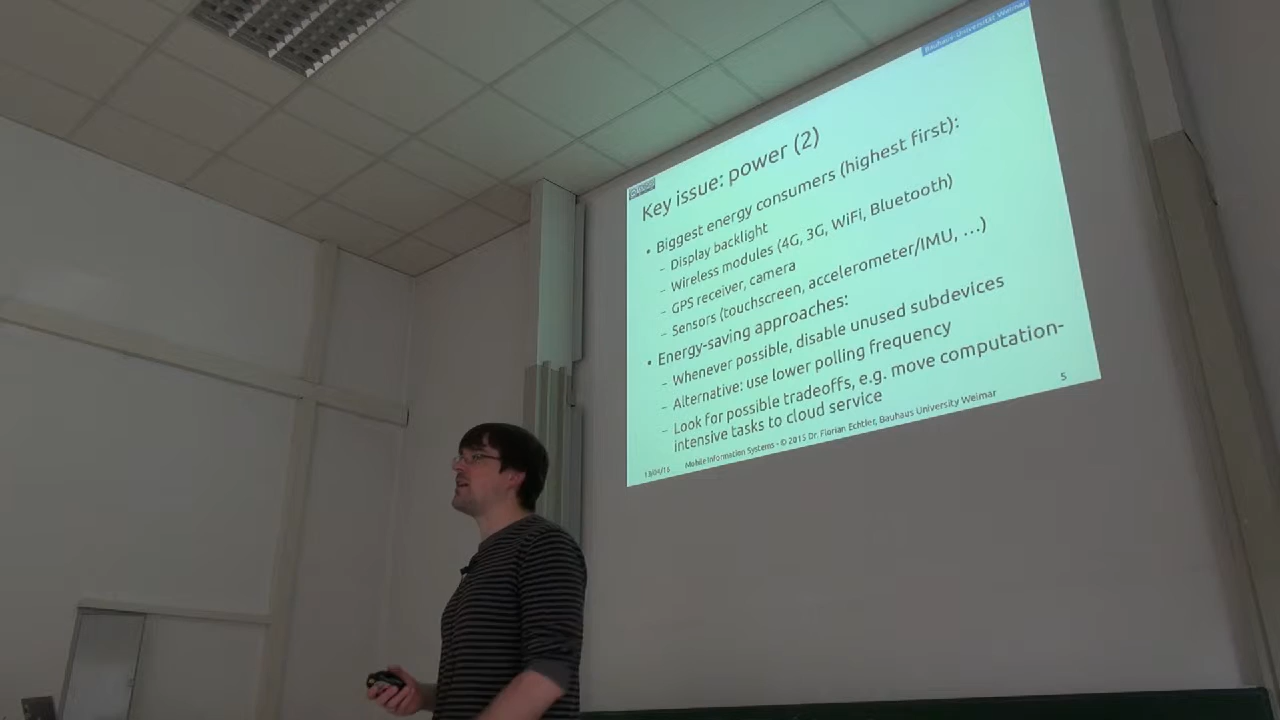 Bauhaus-Universität Weimar
Key issue: power (2)
• Biggest energy consumers (highest first):
– Display backlight
– Wireless modules (4G, 3G, WiFi, Bluetooth)
– GPS receiver, camera
– Sensors (touchscreen, accelerometer/IMU, …)
• Energy-saving approaches:
– Whenever possible, disable unused subdevices
– Alternative: use lower polling frequency
– Look for possible tradeoffs, e.g. move computation-
intensive tasks to cloud service
13/04/15
Mobile Information Systems - © 2015 Dr. Florian Echtler, Bauhaus University Weimar
5